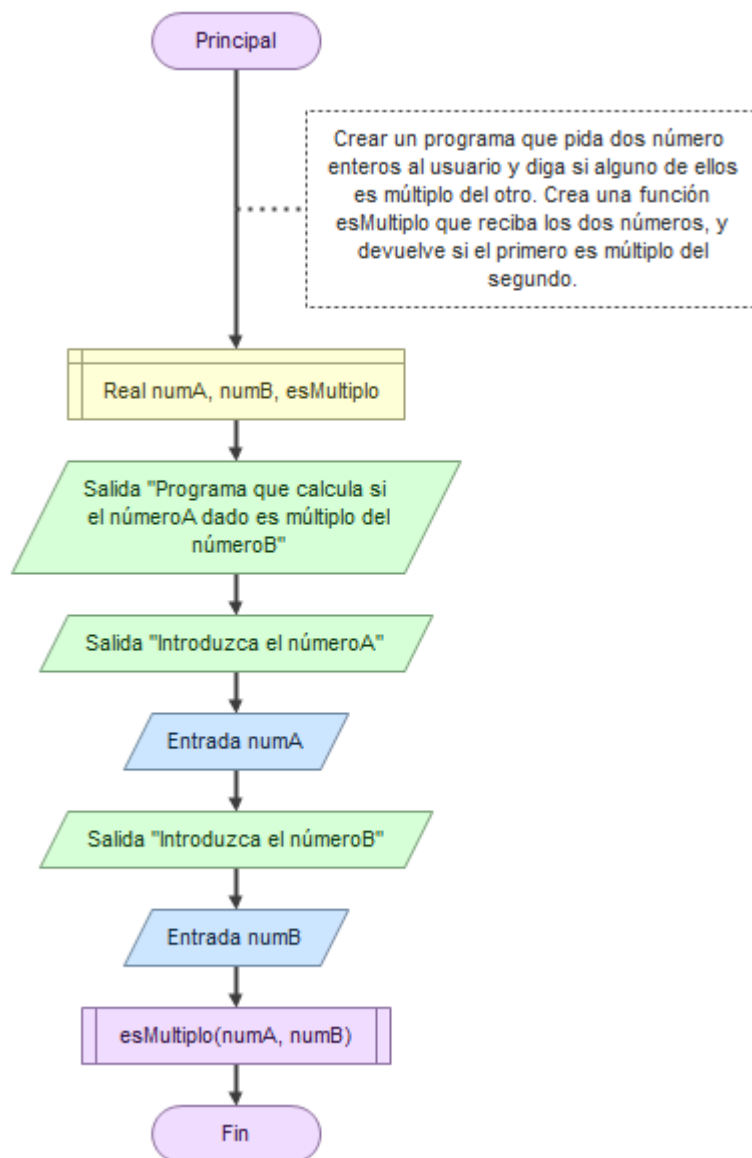 Principal
Crear un programa que pida dos número
enteros al usuario y diga si alguno de ellos
es múltiplo del otro. Crea una función
esMultiplo que reciba los dos números, y
devuelve si el primero es múltiplo del
segundo.
Real numA, numB, esMultiplo
Salida "Programa que calcula si
el númeroA dado es múltiplo del
númeroB"
Salida "Introduzca el númeroA"
Entrada numA
Salida "Introduzca el númeroB"
Entrada numB
esMultiplo(numA, numB)
Fin